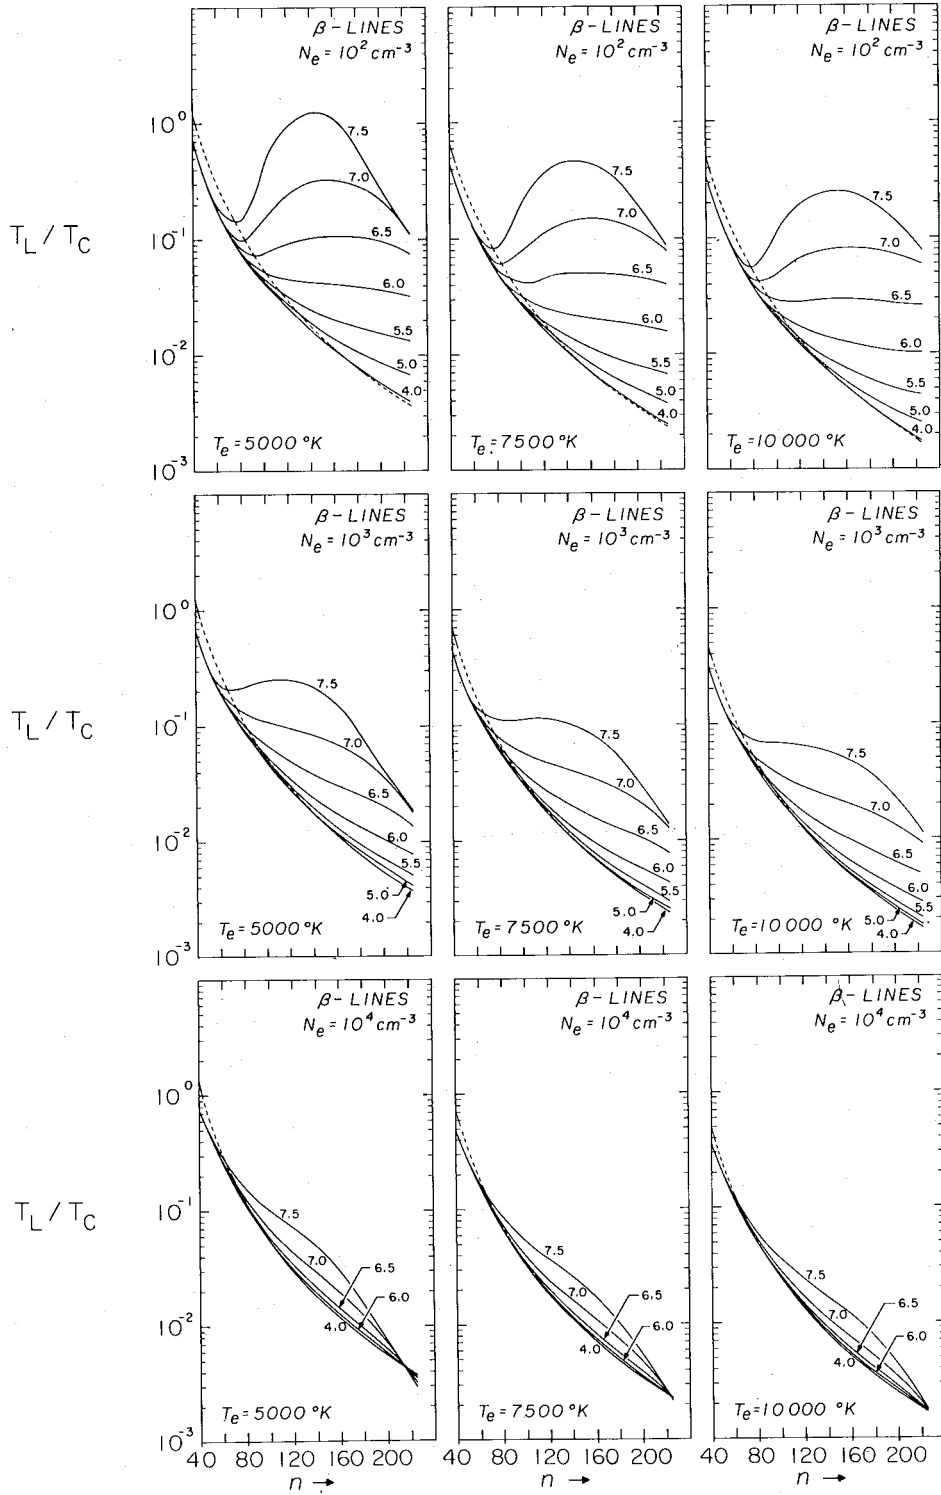 β-LINES
Nₑ = 10² cm⁻³
β-LINES
Nₑ = 10² cm⁻³
β-LINES
Nₑ = 10² cm⁻³
10⁰
10⁻¹
10⁻²
10⁻³
T_L / T_C
7.5
7.0
6.5
6.0
5.5
5.0
4.0
7.5
7.0
6.5
6.0
5.5
5.0
4.0
7.5
7.0
6.5
6.0
5.5
5.0
4.0
Tₑ = 5000 °K
Tₑ = 7500 °K
Tₑ = 10 000 °K
β-LINES
Nₑ = 10³ cm⁻³
β-LINES
Nₑ = 10³ cm⁻³
β-LINES
Nₑ = 10³ cm⁻³
10⁰
10⁻¹
10⁻²
10⁻³
T_L / T_C
7.5
7.0
6.5
6.0
5.5
5.0
4.0
7.5
7.0
6.5
6.0
5.5
5.0
4.0
7.5
7.0
6.5
6.0
5.5
5.0
4.0
Tₑ = 5000 °K
Tₑ = 7500 °K
Tₑ = 10 000 °K
β-LINES
Nₑ = 10⁴ cm⁻³
β-LINES
Nₑ = 10⁴ cm⁻³
β-LINES
Nₑ = 10⁴ cm⁻³
10⁰
10⁻¹
10⁻²
10⁻³
T_L / T_C
7.5
7.0
6.5
6.0
4.0
7.5
7.0
6.5
6.0
4.0
7.5
7.0
6.5
6.0
4.0
Tₑ = 5000 °K
Tₑ = 7500 °K
Tₑ = 10 000 °K
40 80 120 160 200
40 80 120 160 200
40 80 120 160 200
n →
n →
n →